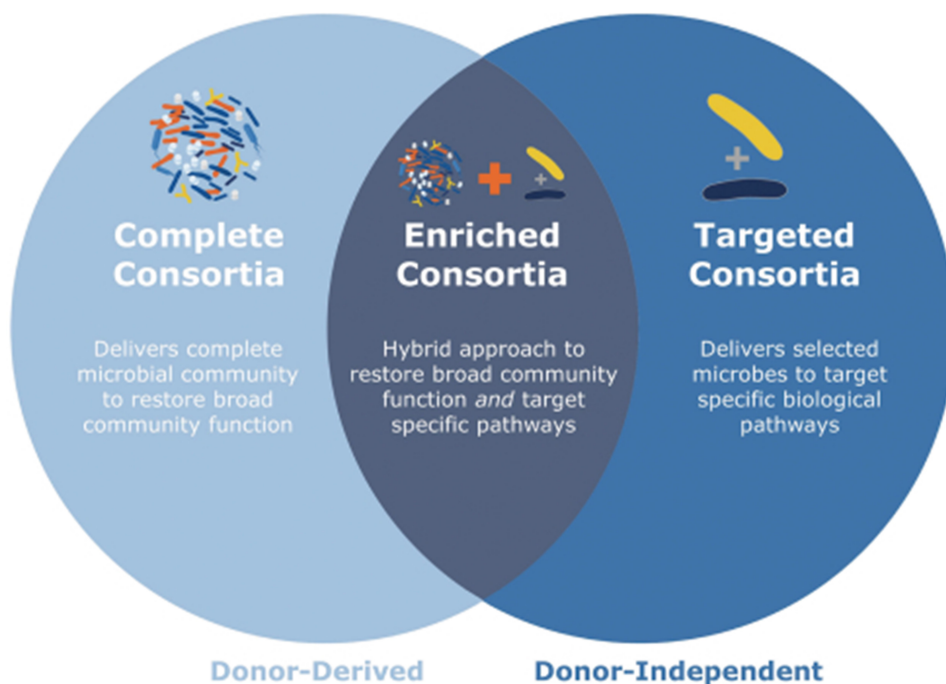 Complete
Consortia
Delivers complete
microbial community
to restore broad
community function
Enriched
Consortia
Hybrid approach to
restore broad community
function and target
specific pathways
Targeted
Consortia
Delivers selected
microbes to target
specific biological
pathways
Donor-Derived
Donor-Independent